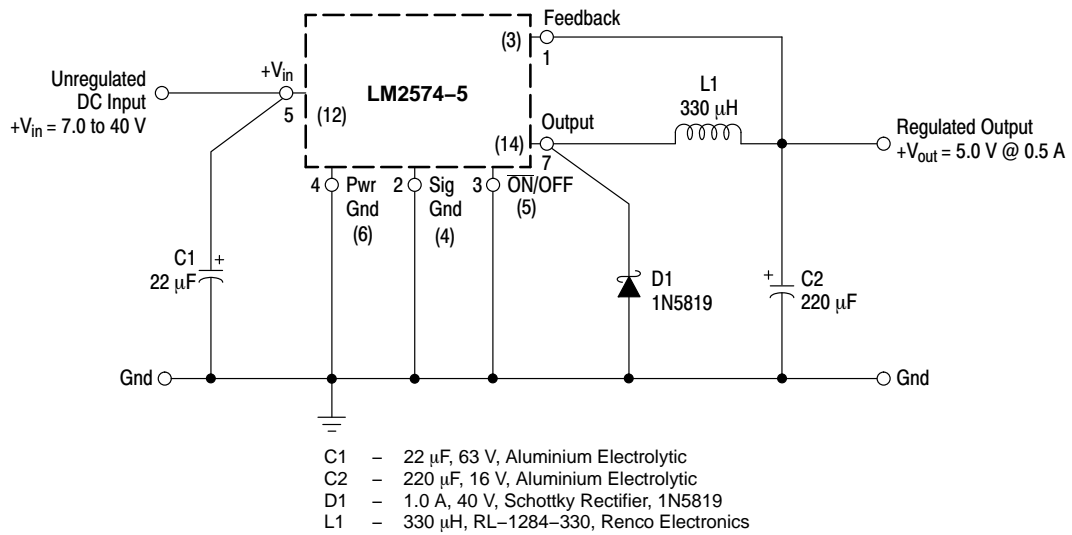 Feedback
(3)
1
Unregulated
DC Input
+Vin = 7.0 to 40 V
+Vin
5
(12)
LM2574–5
L1
330 μH
Output
(14)
7
Regulated Output
+Vout = 5.0 V @ 0.5 A
4 Pwr
Gnd
(6)
2 Sig
Gnd
(4)
3 ON/OFF
(5)
C1
22 μF
+
D1
1N5819
+
C2
220 μF
Gnd
Gnd
C1 – 22 μF, 63 V, Aluminium Electrolytic
C2 – 220 μF, 16 V, Aluminium Electrolytic
D1 – 1.0 A, 40 V, Schottky Rectifier, 1N5819
L1 – 330 μH, RL–1284–330, Renco Electronics